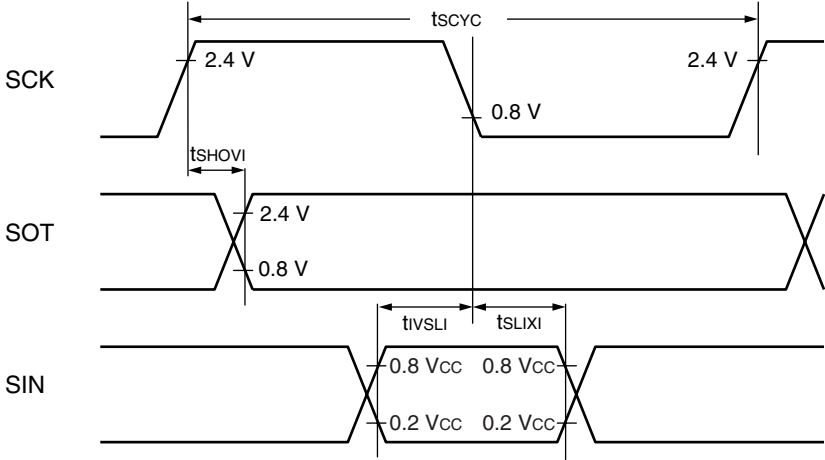 tSCYC
SCK
2.4 V
2.4 V
0.8 V
tSHOVI
SOT
2.4 V
0.8 V
tIVSLI
tSLIXI
SIN
0.8 VCC
0.8 VCC
0.2 VCC
0.2 VCC